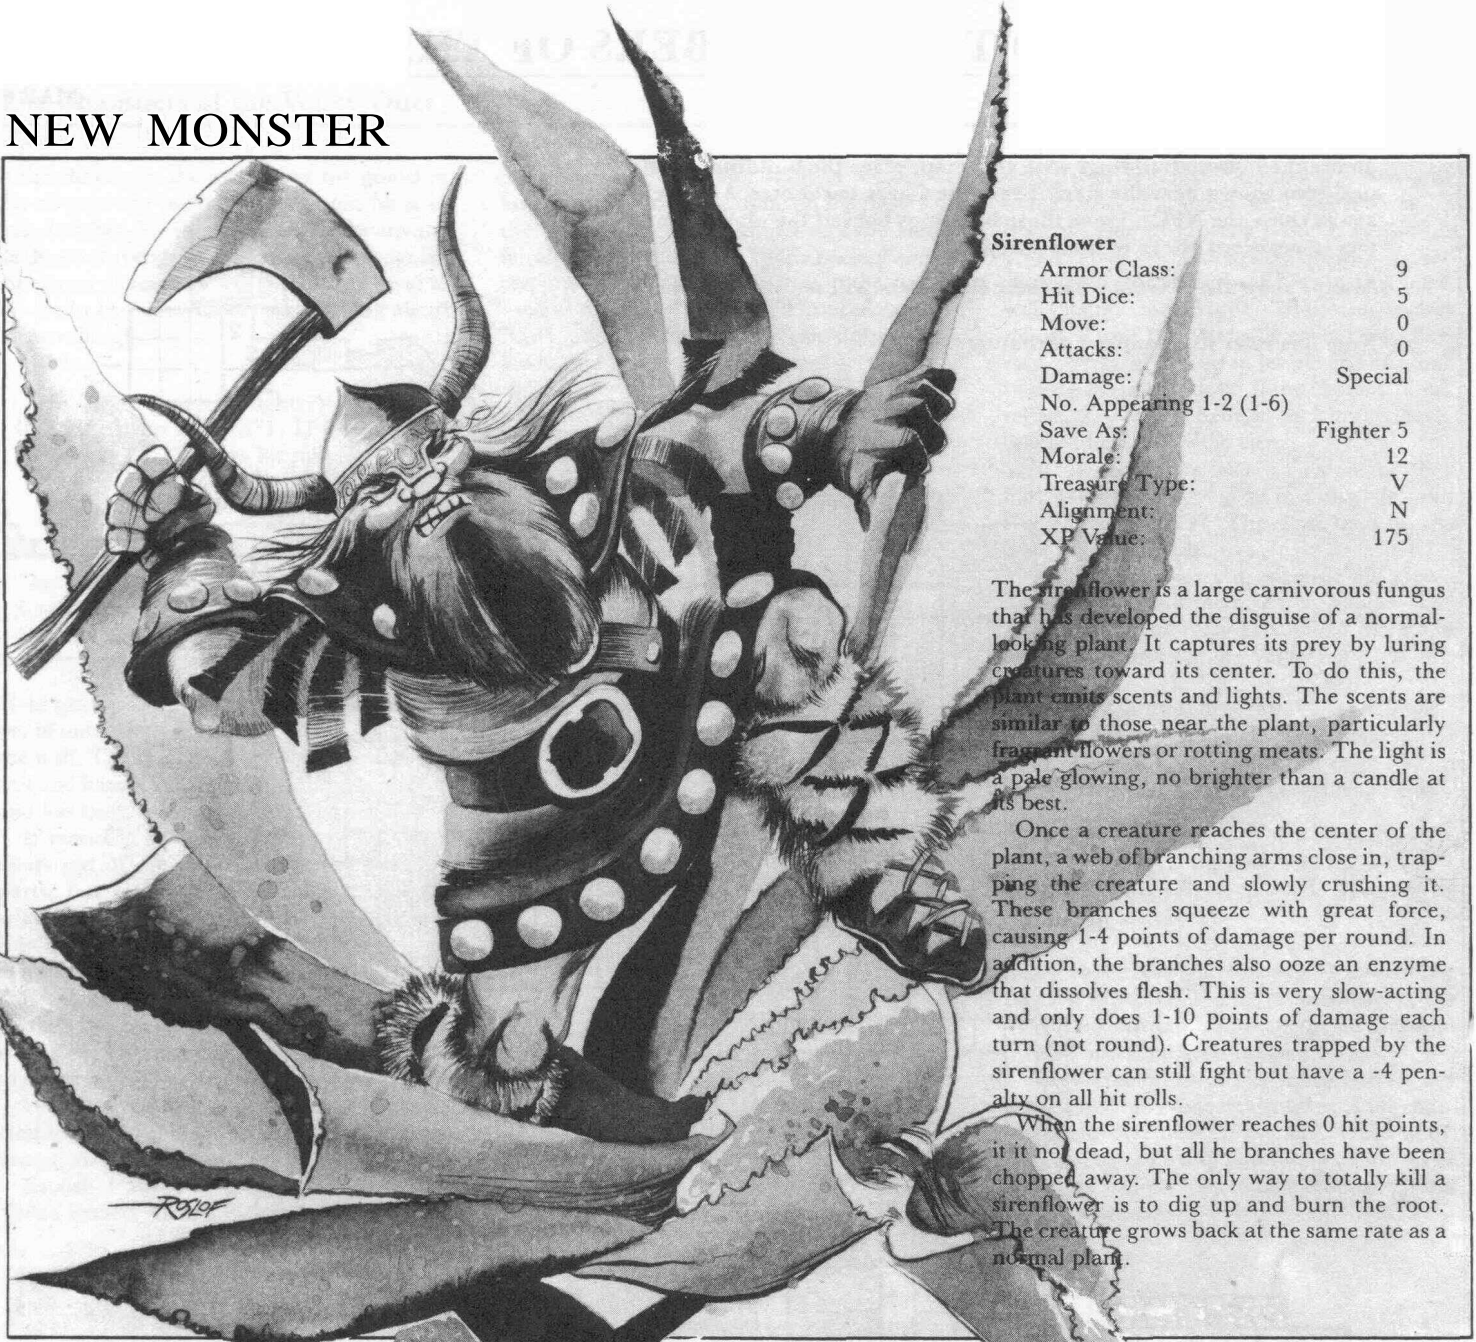 NEW MONSTER
Sirenflower
Armor Class: 9
Hit Dice: 5
Move: 0
Attacks: 0
Damage: Special
No. Appearing 1-2 (1-6)
Save As: Fighter 5
Morale: 12
Treasure Type: V
Alignment: N
XP Value: 175
The sirenflower is a large carnivorous fungus
that has developed the disguise of a normal-
looking plant. It captures its prey by luring
creatures toward its center. To do this, the
plant emits scents and lights. The scents are
similar to those near the plant, particularly
fragrant flowers or rotting meats. The light is
a pale glowing, no brighter than a candle at
its best.
Once a creature reaches the center of the
plant, a web of branching arms close in, trap-
ping the creature and slowly crushing it.
These branches squeeze with great force,
causing 1-4 points of damage per round. In
addition, the branches also ooze an enzyme
that dissolves flesh. This is very slow-acting
and only does 1-10 points of damage each
turn (not round). Creatures trapped by the
sirenflower can still fight but have a -4 pen-
alty on all hit rolls.
When the sirenflower reaches 0 hit points,
it it not dead, but all he branches have been
chopped away. The only way to totally kill a
sirenflower is to dig up and burn the root.
The creature grows back at the same rate as a
normal plant.
ROSLOF